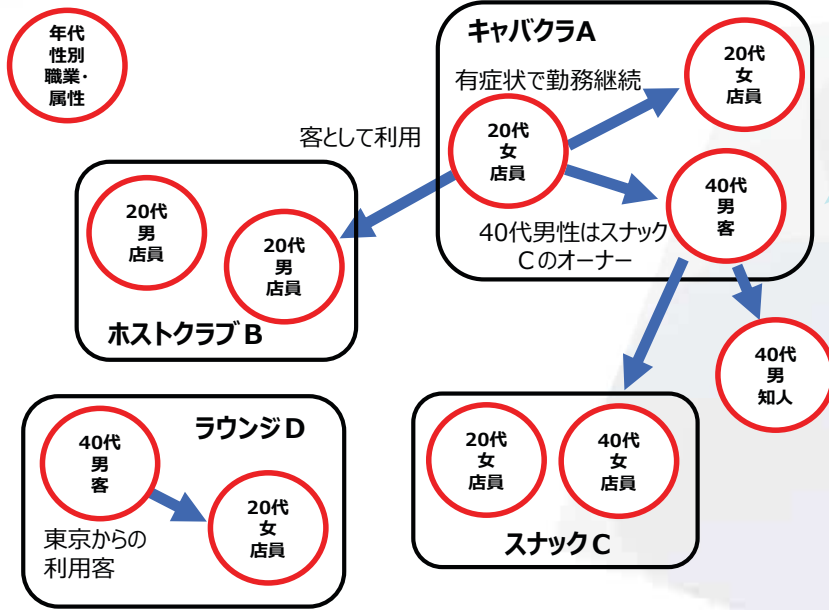 年代
性別
職業・
属性
キャバクラA
有症状で勤務継続
20代
女
店員
20代
女
店員
40代
男
客
40代男性はスナック
Cのオーナー
客として利用
20代
男
店員
20代
男
店員
ホストクラブB
40代
男
知人
ラウンジD
40代
男
客
20代
女
店員
東京からの
利用客
20代
女
店員
40代
女
店員
スナックC